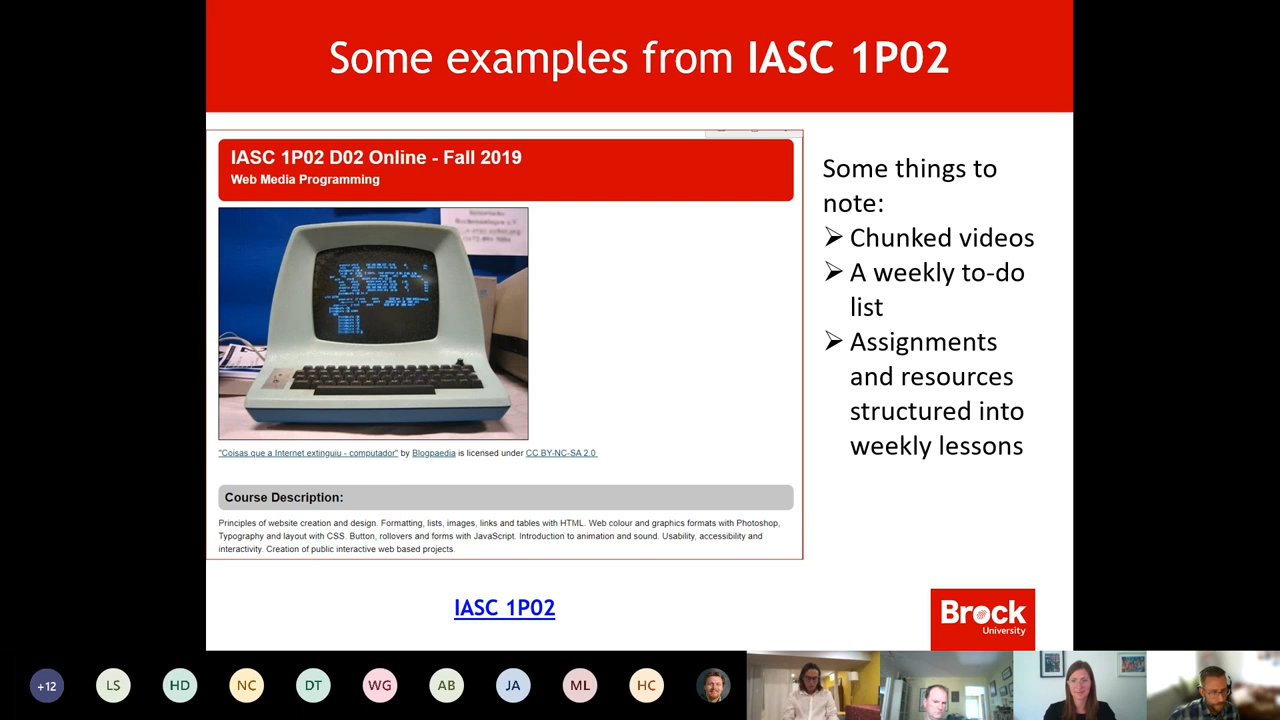 Some examples from IASC 1P02
IASC 1P02 D02 Online - Fall 2019
Web Media Programming
"Coisas que a Internet extinguiu - computador" by Blogpaedia is licensed under CC BY-NC-SA 2.0
Course Description:
Principles of website creation and design. Formatting, lists, images, links and tables with HTML. Web colour and graphics formats with Photoshop,
Typography and layout with CSS. Button, rollovers and forms with JavaScript. Introduction to animation and sound. Usability, accessibility and
interactivity. Creation of public interactive web based projects.
Some things to
note:
➢ Chunked videos
➢ A weekly to-do
list
➢ Assignments
and resources
structured into
weekly lessons
IASC 1P02
Brock
University
+12 LS HD NC DT WG AB JA ML HC